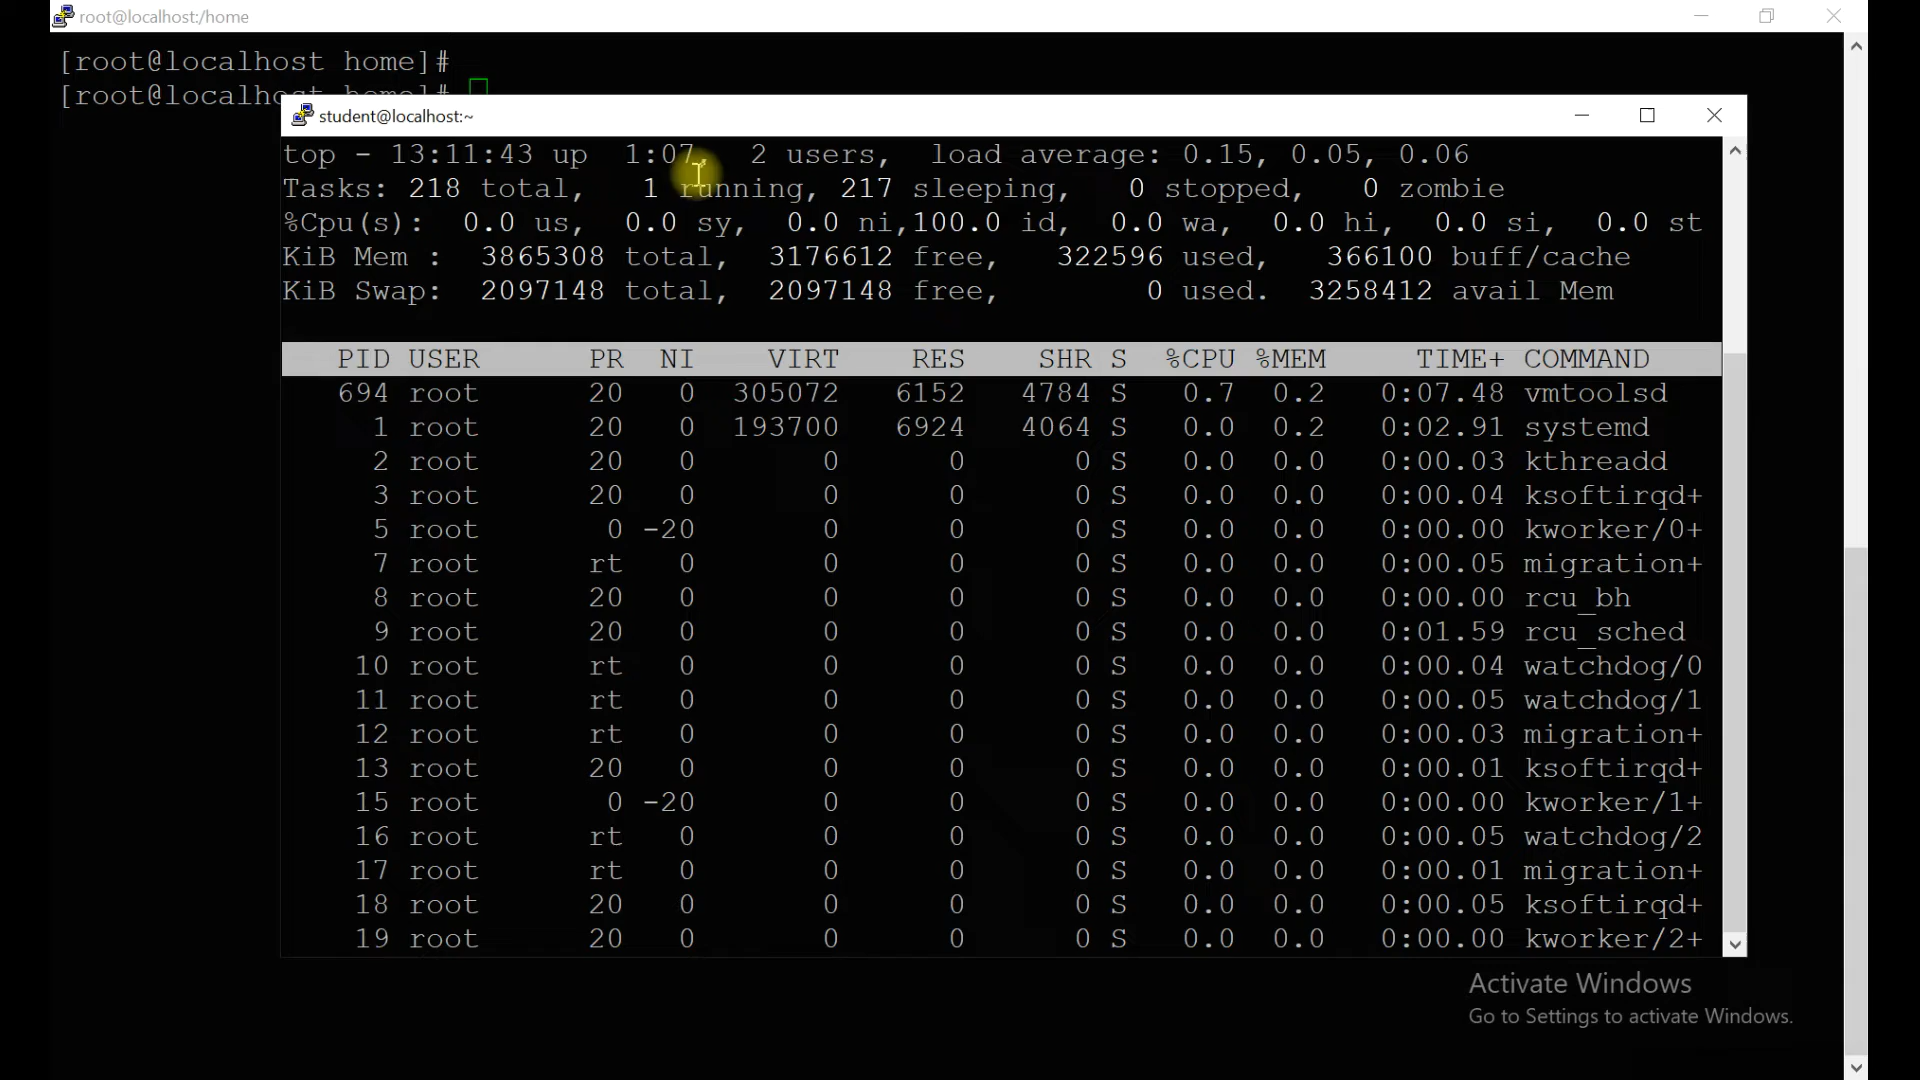 root@localhost:/home
[root@localhost home]#
[root@localhost home]#
student@localhost:~
top - 13:11:43 up  1:07,  2 users,  load average: 0.15, 0.05, 0.06
Tasks: 218 total,   1 running, 217 sleeping,   0 stopped,   0 zombie
%Cpu(s):  0.0 us,  0.0 sy,  0.0 ni,100.0 id,  0.0 wa,  0.0 hi,  0.0 si,  0.0 st
KiB Mem :  3865308 total,  3176612 free,   322596 used,   366100 buff/cache
KiB Swap:  2097148 total,  2097148 free,        0 used.  3258412 avail Mem
PID USER      PR  NI    VIRT    RES    SHR S  %CPU %MEM     TIME+ COMMAND
694 root      20   0  305072   6152   4784 S   0.7  0.2   0:07.48 vmtoolsd
1 root      20   0  193700   6924   4064 S   0.0  0.2   0:02.91 systemd
2 root      20   0       0      0      0 S   0.0  0.0   0:00.03 kthreadd
3 root      20   0       0      0      0 S   0.0  0.0   0:00.04 ksoftirqd+
5 root       0 -20       0      0      0 S   0.0  0.0   0:00.00 kworker/0+
7 root      rt   0       0      0      0 S   0.0  0.0   0:00.05 migration+
8 root      20   0       0      0      0 S   0.0  0.0   0:00.00 rcu_bh
9 root      20   0       0      0      0 S   0.0  0.0   0:01.59 rcu_sched
10 root      rt   0       0      0      0 S   0.0  0.0   0:00.04 watchdog/0
11 root      rt   0       0      0      0 S   0.0  0.0   0:00.05 watchdog/1
12 root      rt   0       0      0      0 S   0.0  0.0   0:00.03 migration+
13 root      20   0       0      0      0 S   0.0  0.0   0:00.01 ksoftirqd+
15 root       0 -20       0      0      0 S   0.0  0.0   0:00.00 kworker/1+
16 root      rt   0       0      0      0 S   0.0  0.0   0:00.05 watchdog/2
17 root      rt   0       0      0      0 S   0.0  0.0   0:00.01 migration+
18 root      20   0       0      0      0 S   0.0  0.0   0:00.05 ksoftirqd+
19 root      20   0       0      0      0 S   0.0  0.0   0:00.00 kworker/2+
Activate Windows
Go to Settings to activate Windows.